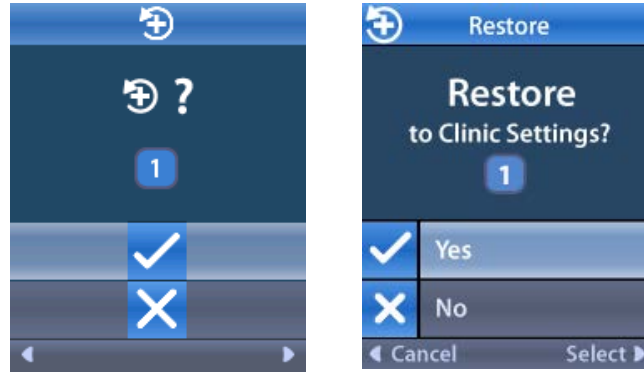 ?
1
Restore
Restore
to Clinic Settings?
1
Yes
No
Cancel
Select